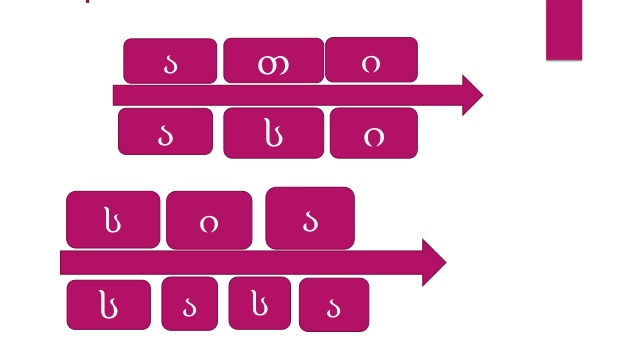 ა თ ი
ა ს ი
ს ი ა
ს ა ს ა